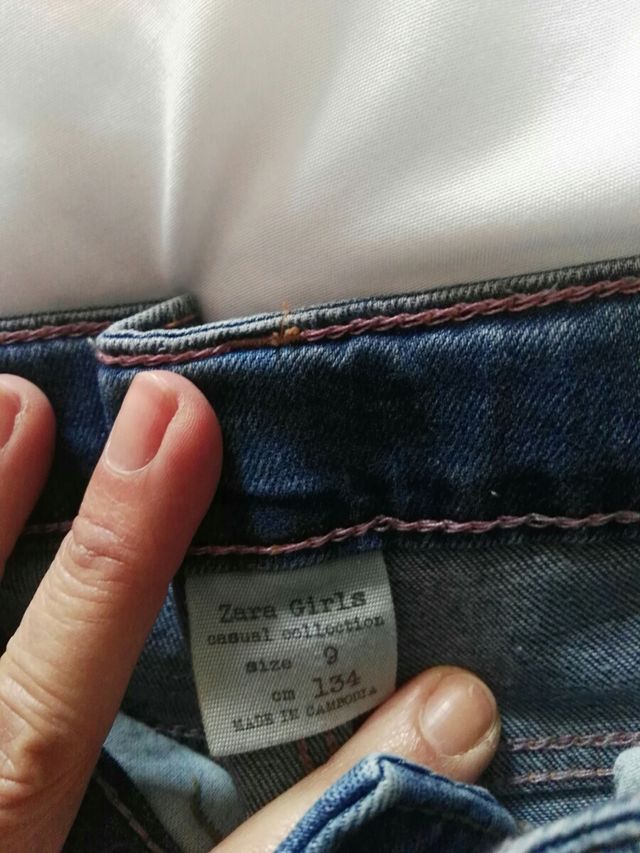 Zara Girls
casual collection
size 9
cm 134
MADE IN CAMBODIA